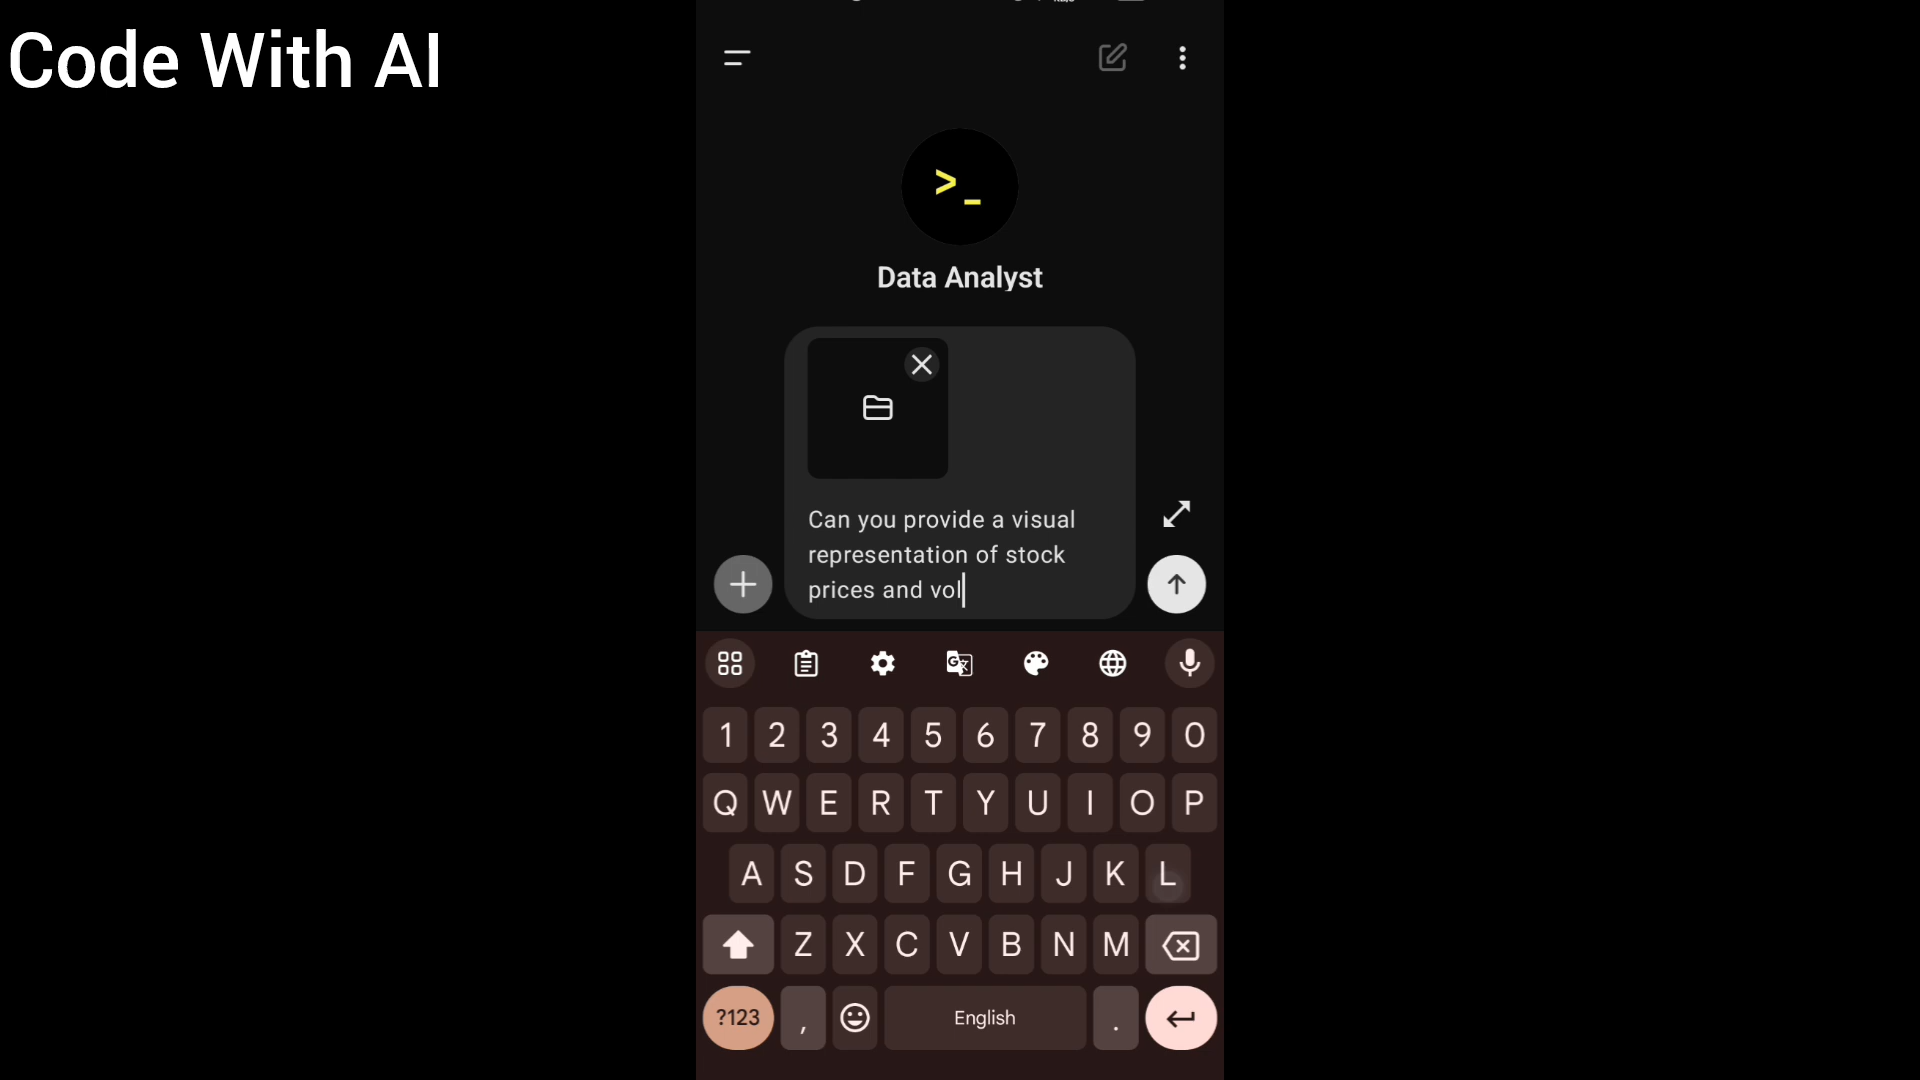 Code With AI
>_
Data Analyst
Can you provide a visual
representation of stock
prices and vol
1 2 3 4 5 6 7 8 9 0
Q W E R T Y U I O P
A S D F G H J K L
Z X C V B N M
?123 , English .